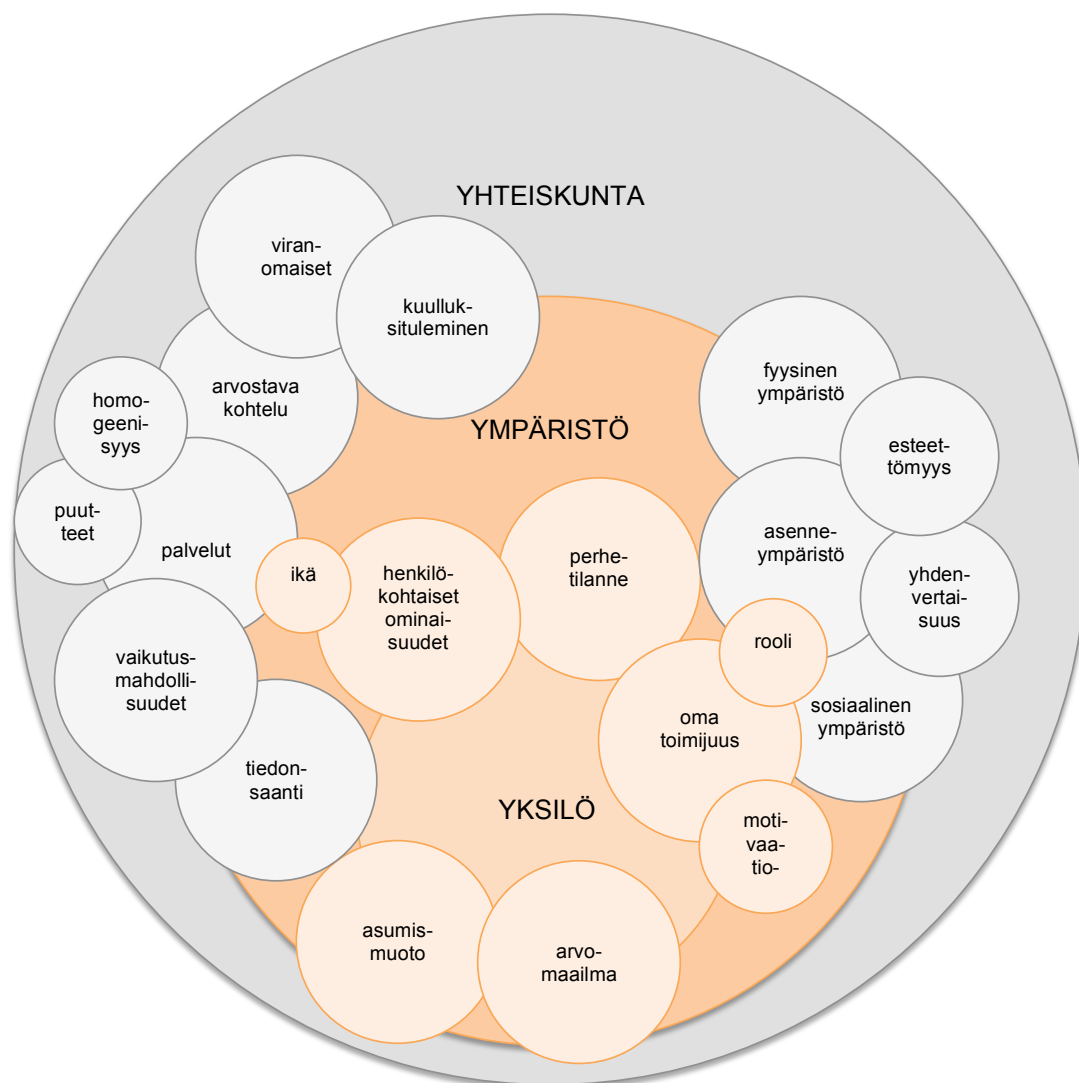 YHTEISKUNTA
viran-
omaiset
kuulluk-
situleminen
arvostava
kohtelu
homo-
geeni-
syys
puut-
teet
palvelut
vaikutus-
mahdolli-
suudet
tiedon-
saanti
YMPÄRISTÖ
fyysinen
ympäristö
esteet-
tömyys
asenne-
ympäristö
yhden-
vertai-
suus
sosiaalinen
ympäristö
ikä
henkilö-
kohtaiset
ominai-
suudet
perhe-
tilanne
rooli
oma
toimijuus
YKSILÖ
moti-
vaa-
tio-
asumis-
muoto
arvo-
maailma